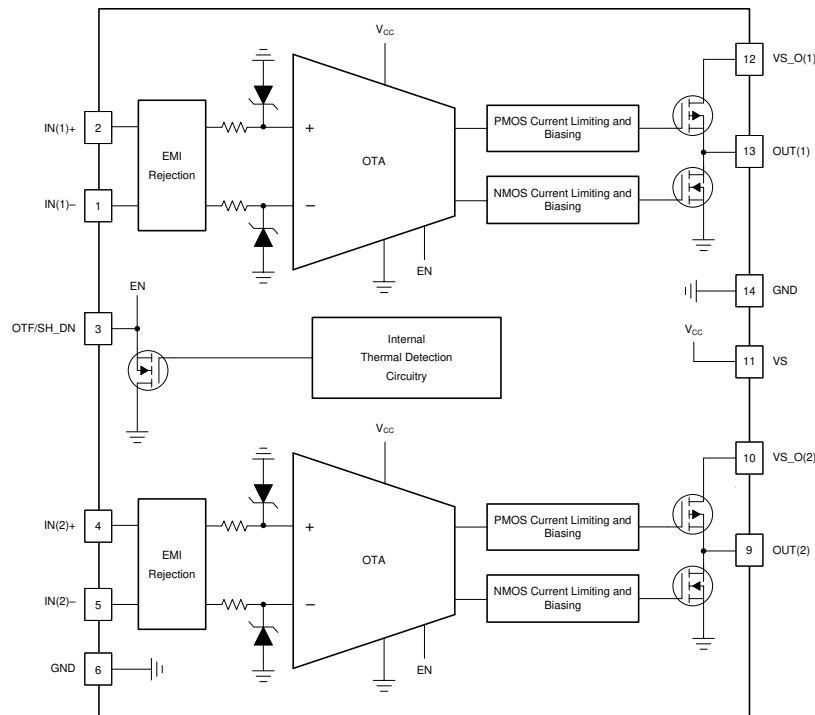 V_CC
12
VS_O(1)
IN(1)+
2
EMI
Rejection
+
OTA
−
PMOS Current Limiting and
Biasing
13
OUT(1)
IN(1)−
1
NMOS Current Limiting and
Biasing
EN
14
GND
EN
OTF/SH_DN
3
Internal
Thermal Detection
Circuitry
V_CC
11
VS
V_CC
10
VS_O(2)
IN(2)+
4
EMI
Rejection
+
OTA
−
PMOS Current Limiting and
Biasing
9
OUT(2)
IN(2)−
5
NMOS Current Limiting and
Biasing
GND
6
EN